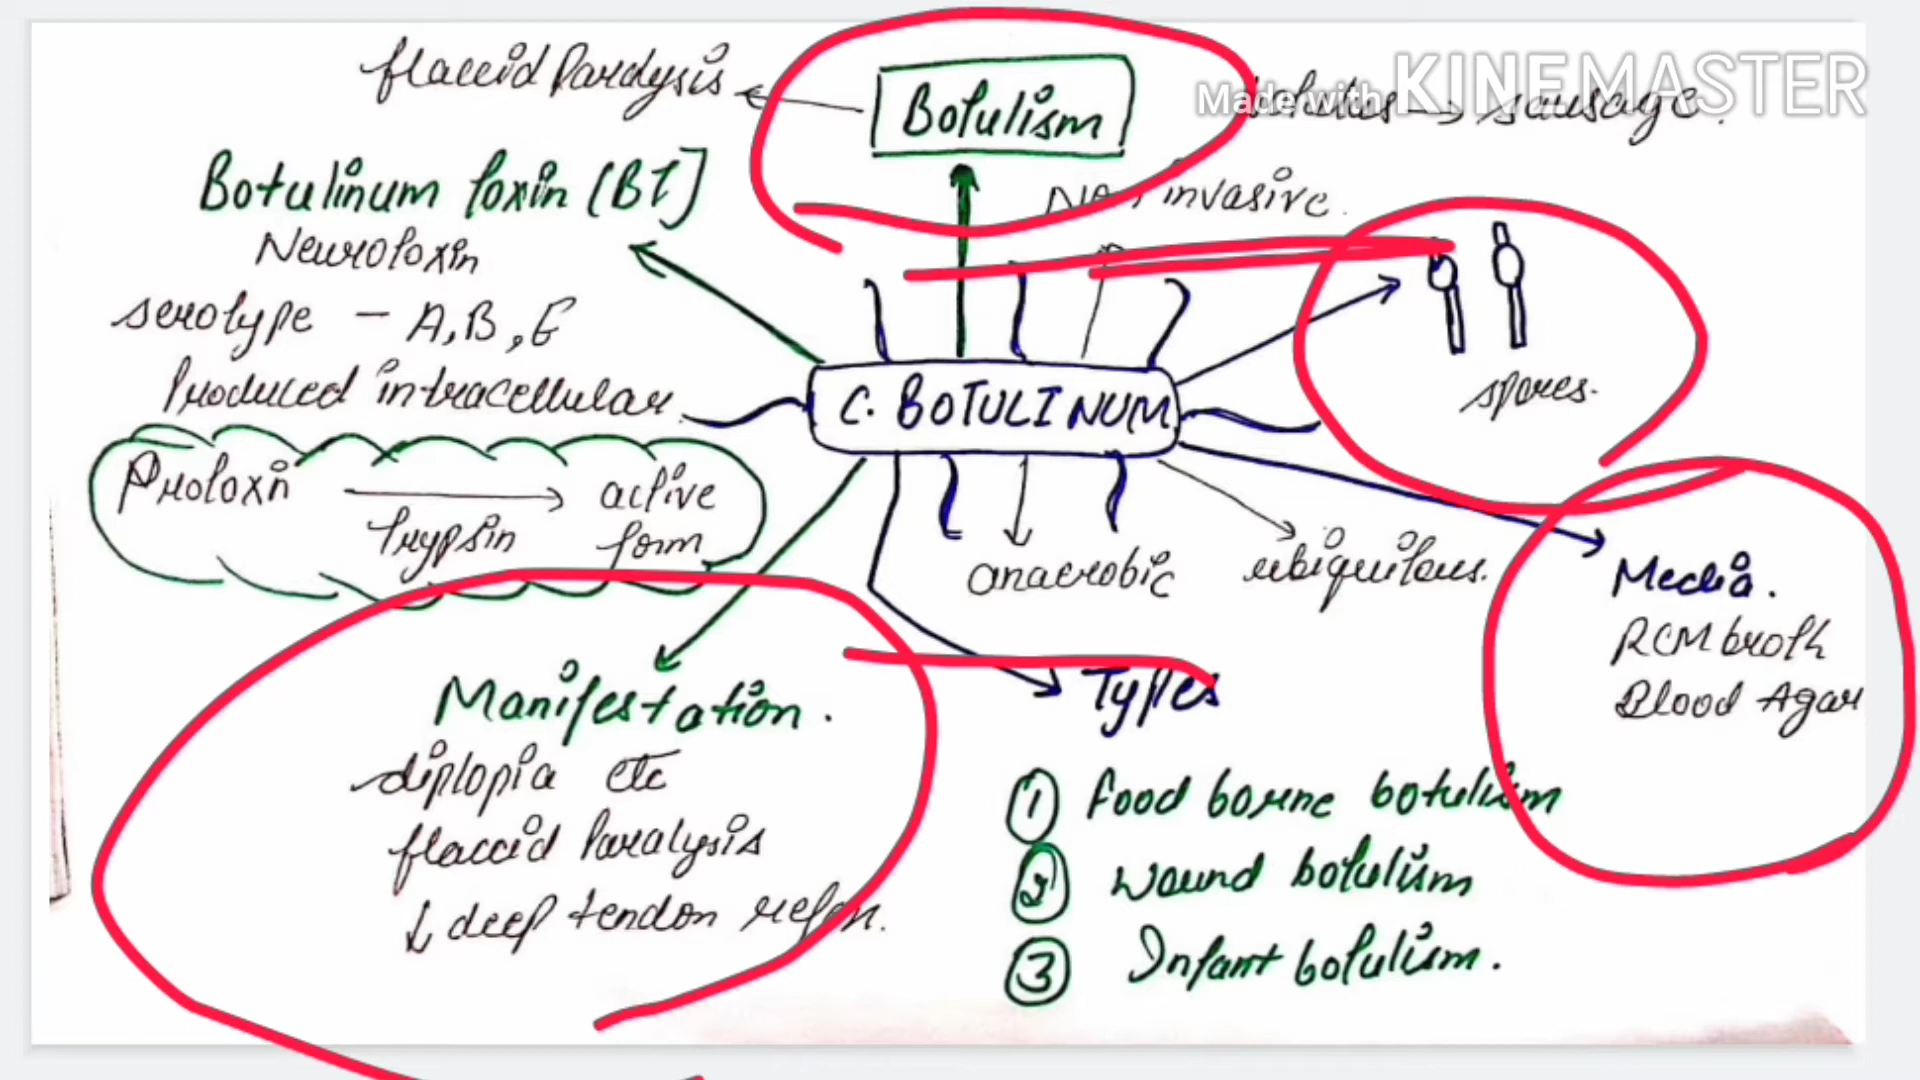 flaccid Paralysis
Botulism
Made with KINEMASTER
→ sausage.
Botulinum toxin (BT]
Non invasive.
Neurotoxin
serotype - A, B, E
Produced intracellular
C. BOTULINUM
spores.
Protoxin
trypsin
active
form
anaerobic
ubiquitous.
Media.
RCM broth
Blood Agar
Manifestation.
diplopia etc
flaccid Paralysis
↓ deep tendon
Types
① Food borne botulism
② Wound botulism
③ Infant botulism.